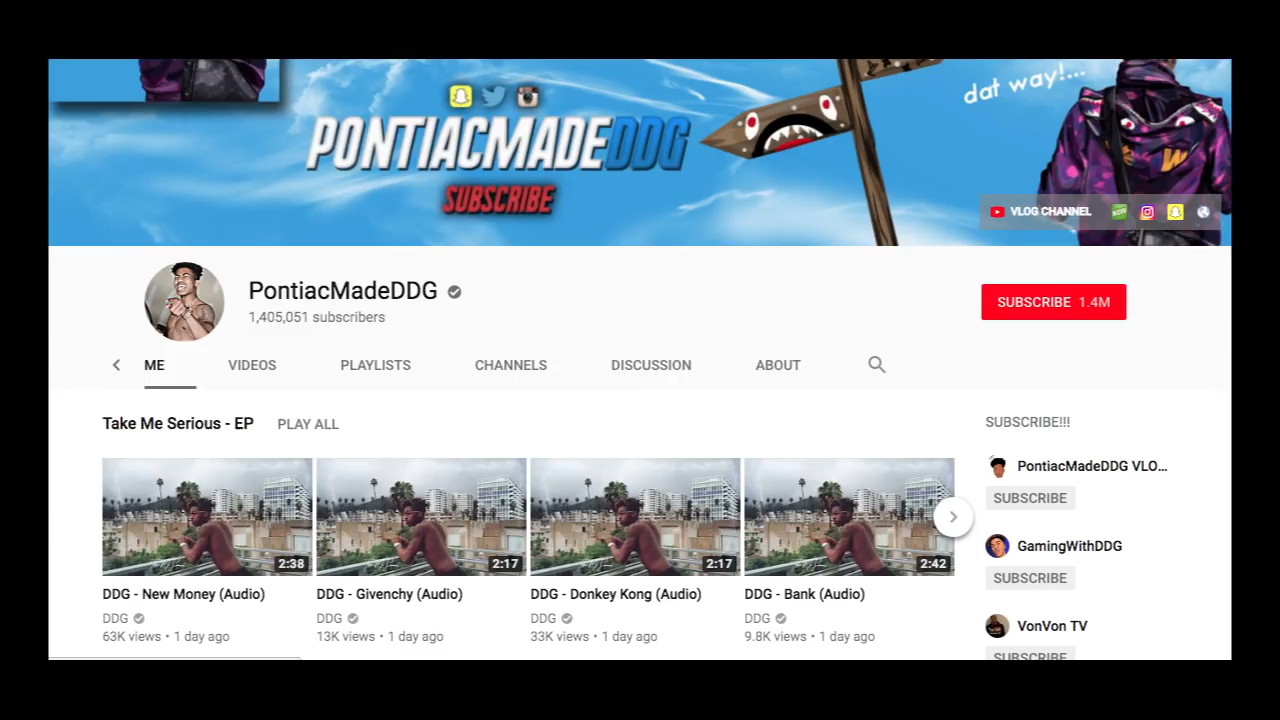 dat way!...
PONTIACMADEDDG
SUBSCRIBE
VLOG CHANNEL
PontiacMadeDDG
1,405,051 subscribers
SUBSCRIBE 1.4M
ME VIDEOS PLAYLISTS CHANNELS DISCUSSION ABOUT
Take Me Serious - EP PLAY ALL
2:38 2:17 2:17 2:42
DDG - New Money (Audio) DDG - Givenchy (Audio) DDG - Donkey Kong (Audio) DDG - Bank (Audio)
DDG DDG DDG DDG
63K views • 1 day ago 13K views • 1 day ago 33K views • 1 day ago 9.8K views • 1 day ago
SUBSCRIBE!!!
PontiacMadeDDG VLO...
SUBSCRIBE
GamingWithDDG
SUBSCRIBE
VonVon TV
SUBSCRIBE